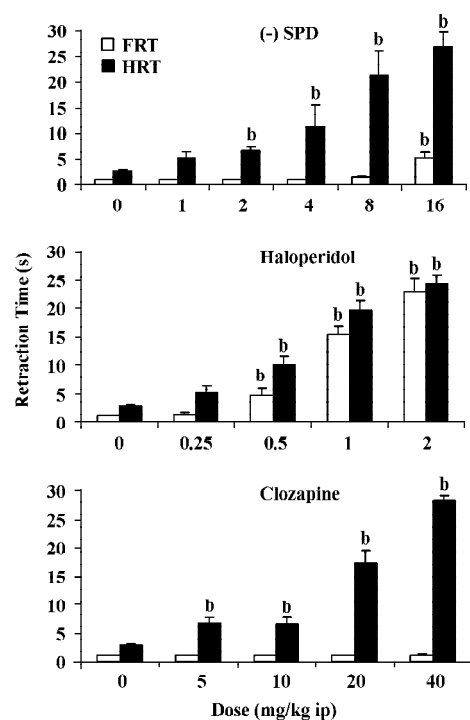 (-) SPD
FRT
HRT
30
25
20
15
10
5
0
b b b b b
0 1 2 4 8 16
Retraction Time (s)
Haloperidol
30
25
20
15
10
5
0
b b b b b b
0 0.25 0.5 1 2
Clozapine
30
25
20
15
10
5
0
b b b b
0 5 10 20 40
Dose (mg/kg ip)